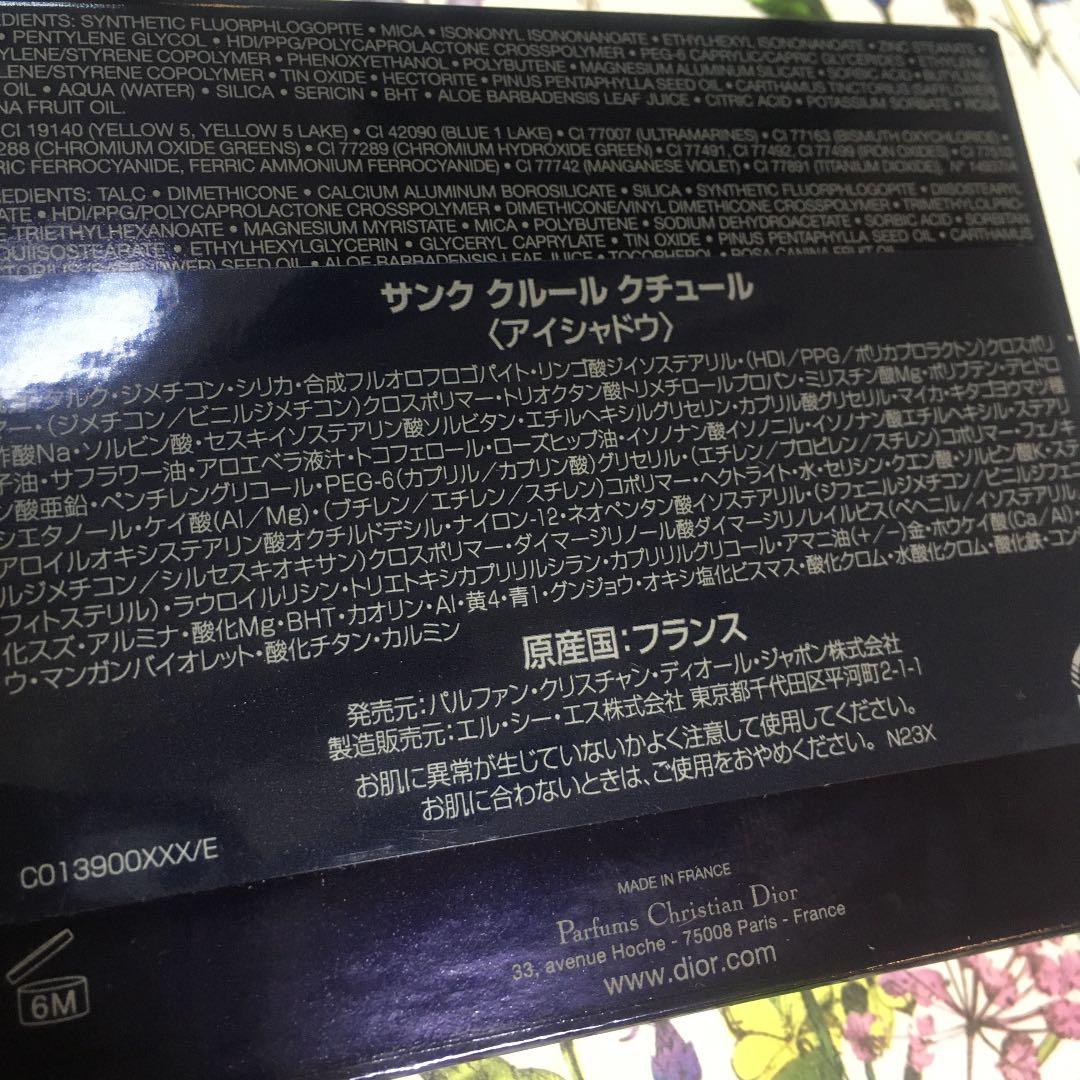 EDIENTS: SYNTHETIC FLUORPHLOGOPITE • MICA • ISONONYL ISONONANOATE • ETHYLHEXYL ISONONANOATE • ZINC STEARATE •
• PENTYLENE GLYCOL • HDI/PPG/POLYCAPROLACTONE CROSSPOLYMER • PEG-6 CAPRYLIC/CAPRIC GLYCERIDES • ETHYLENE/
YLENE/STYRENE COPOLYMER • PHENOXYETHANOL • POLYBUTENE • MAGNESIUM ALUMINUM SILICATE • SORBIC ACID • BUTYLENE/
LENE/STYRENE COPOLYMER • TIN OXIDE • HECTORITE • PINUS PENTAPHYLLA SEED OIL • CARTHAMUS TINCTORIUS (SAFFLOWER)
OIL • AQUA (WATER) • SILICA • SERICIN • BHT • ALOE BARBADENSIS LEAF JUICE • CITRIC ACID • POTASSIUM SORBATE • ROSA
NA FRUIT OIL.
CI 19140 (YELLOW 5, YELLOW 5 LAKE) • CI 42090 (BLUE 1 LAKE) • CI 77007 (ULTRAMARINES) • CI 77163 (BISMUTH OXYCHLORIDE) •
288 (CHROMIUM OXIDE GREENS) • CI 77289 (CHROMIUM HYDROXIDE GREEN) • CI 77491, CI 77492, CI 77499 (IRON OXIDES) •
RIC FERROCYANIDE, FERRIC AMMONIUM FERROCYANIDE) • CI 77742 (MANGANESE VIOLET) • CI 77891 (TITANIUM DIOXIDE).
REDIENTS: TALC • DIMETHICONE • CALCIUM ALUMINUM BOROSILICATE • SILICA • SYNTHETIC FLUORPHLOGOPITE • DIISOSTEARYL
ATE • HDI/PPG/POLYCAPROLACTONE CROSSPOLYMER • DIMETHICONE/VINYL DIMETHICONE CROSSPOLYMER • TRIMETHYLOLPRO-
E TRIETHYLHEXANOATE • MAGNESIUM MYRISTATE • MICA • POLYBUTENE • SODIUM DEHYDROACETATE • SORBIC ACID • SORBITAN
QUIISOSTEARATE • ETHYLHEXYLGLYCERIN • GLYCERYL CAPRYLATE • TIN OXIDE • PINUS PENTAPHYLLA SEED OIL • CARTHAMUS
SEED OIL • ALOE BARBADENSIS LEAF JUICE • TOCOPHEROL • ROSA CANINA FRUIT OIL
サンク クルール クチュール
〈アイシャドウ〉
タルク・ジメチコン・シリカ・合成フルオロフロゴパイト・リンゴ酸ジイソステアリル・(HDI/PPG/ポリカプロラクトン)クロスポリ
マー・(ジメチコン/ビニルジメチコン)クロスポリマー・トリオクタン酸トリメチロールプロパン・ミリスチン酸Mg・ポリブテン・デヒドロ
酢酸Na・ソルビン酸・セスキイソステアリン酸ソルビタン・エチルヘキシルグリセリン・カプリル酸グリセリル・マイカ・キタゴヨウマツ種
子油・サフラワー油・アロエベラ液汁・トコフェロール・ローズヒップ油・イソノナン酸イソノニル・イソノナン酸エチルヘキシル・ステアリ
ン酸亜鉛・ペンチレングリコール・PEG-6(カプリル/カプリン酸)グリセリル・(エチレン/プロピレン/スチレン)コポリマー・フェノキ
シエタノール・ケイ酸(Al/Mg)・(ブチレン/エチレン/スチレン)コポリマー・ヘクトライト・水・セリシン・クエン酸・ソルビン酸K・ステ
アロイルオキシステアリン酸オクチルドデシル・ナイロン-12・ネオペンタン酸イソステアリル・(ジフェニルジメチコン/ビニルジフェニ
ルジメチコン/シルセスキオキサン)クロスポリマー・ダイマージリノール酸ダイマージリノレイルビス(ベヘニル/イソステアリル/
フィトステリル)・ラウロイルリシン・トリエトキシカプリリルシラン・カプリリルグリコール・アマニ油(+/−)金・ホウケイ酸(Ca/Al)・
化スズ・アルミナ・酸化Mg・BHT・カオリン・Al・黄4・青1・グンジョウ・オキシ塩化ビスマス・酸化クロム・水酸化クロム・酸化鉄・コン
ウ・マンガンバイオレット・酸化チタン・カルミン
原産国:フランス
発売元:パルファン・クリスチャン・ディオール・ジャポン株式会社
製造販売元:エル・シー・エス株式会社 東京都千代田区平河町2-1-1
お肌に異常が生じていないかよく注意して使用してください。
お肌に合わないときは、ご使用をおやめください。 N23X
C013900XXX/E
MADE IN FRANCE
Parfums Christian Dior
33, avenue Hoche - 75008 Paris - France
www.dior.com
6M